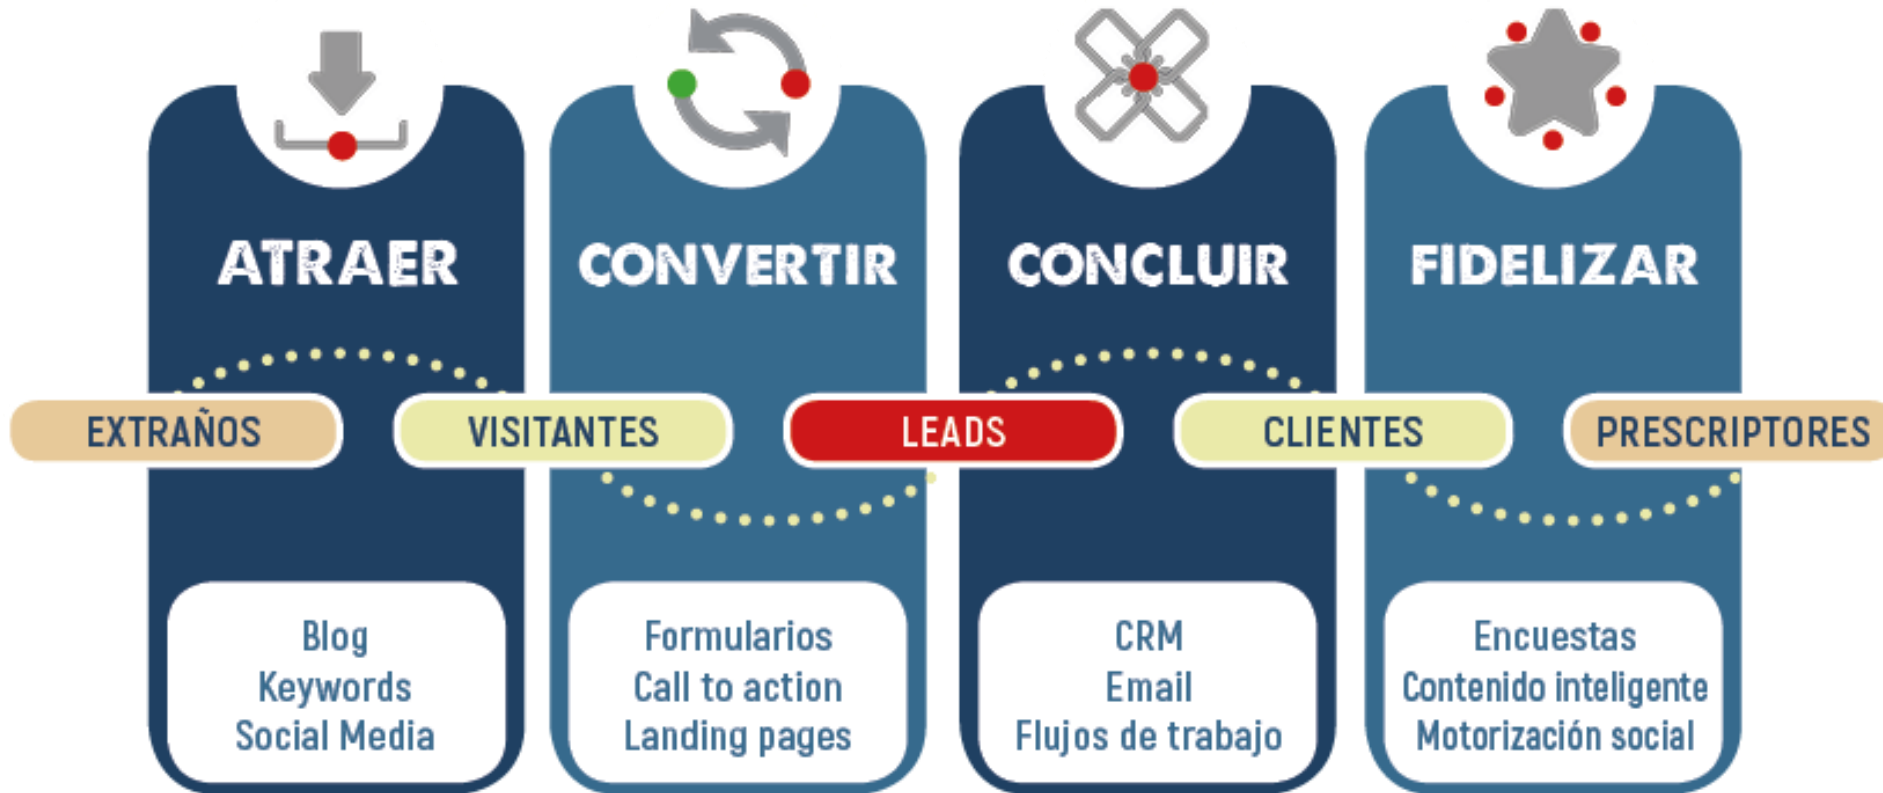 ATRAER
CONVERTIR
CONCLUIR
FIDELIZAR
EXTRAÑOS
VISITANTES
LEADS
CLIENTES
PRESCRIPTORES
Blog
Keywords
Social Media
Formularios
Call to action
Landing pages
CRM
Email
Flujos de trabajo
Encuestas
Contenido inteligente
Motorización social